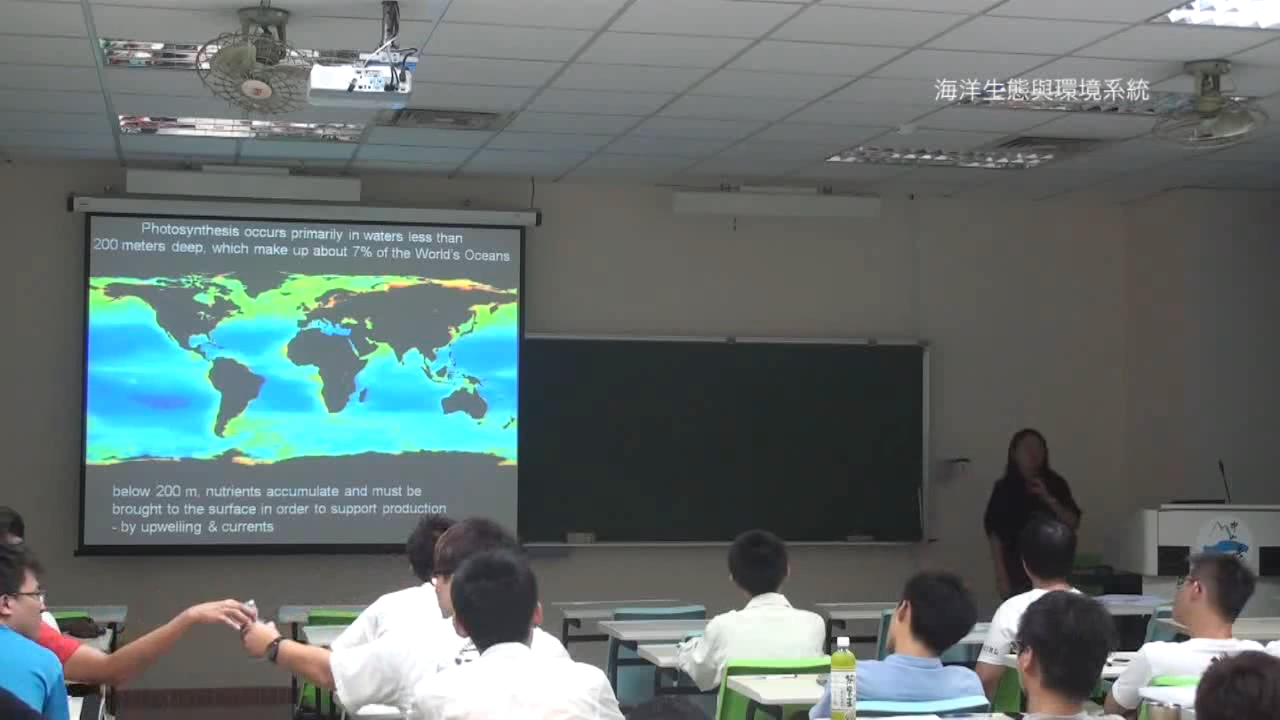 海洋生態與環境系統
Photosynthesis occurs primarily in waters less than
200 meters deep, which make up about 7% of the World's Oceans
below 200 m, nutrients accumulate and must be
brought to the surface in order to support production
- by upwelling & currents